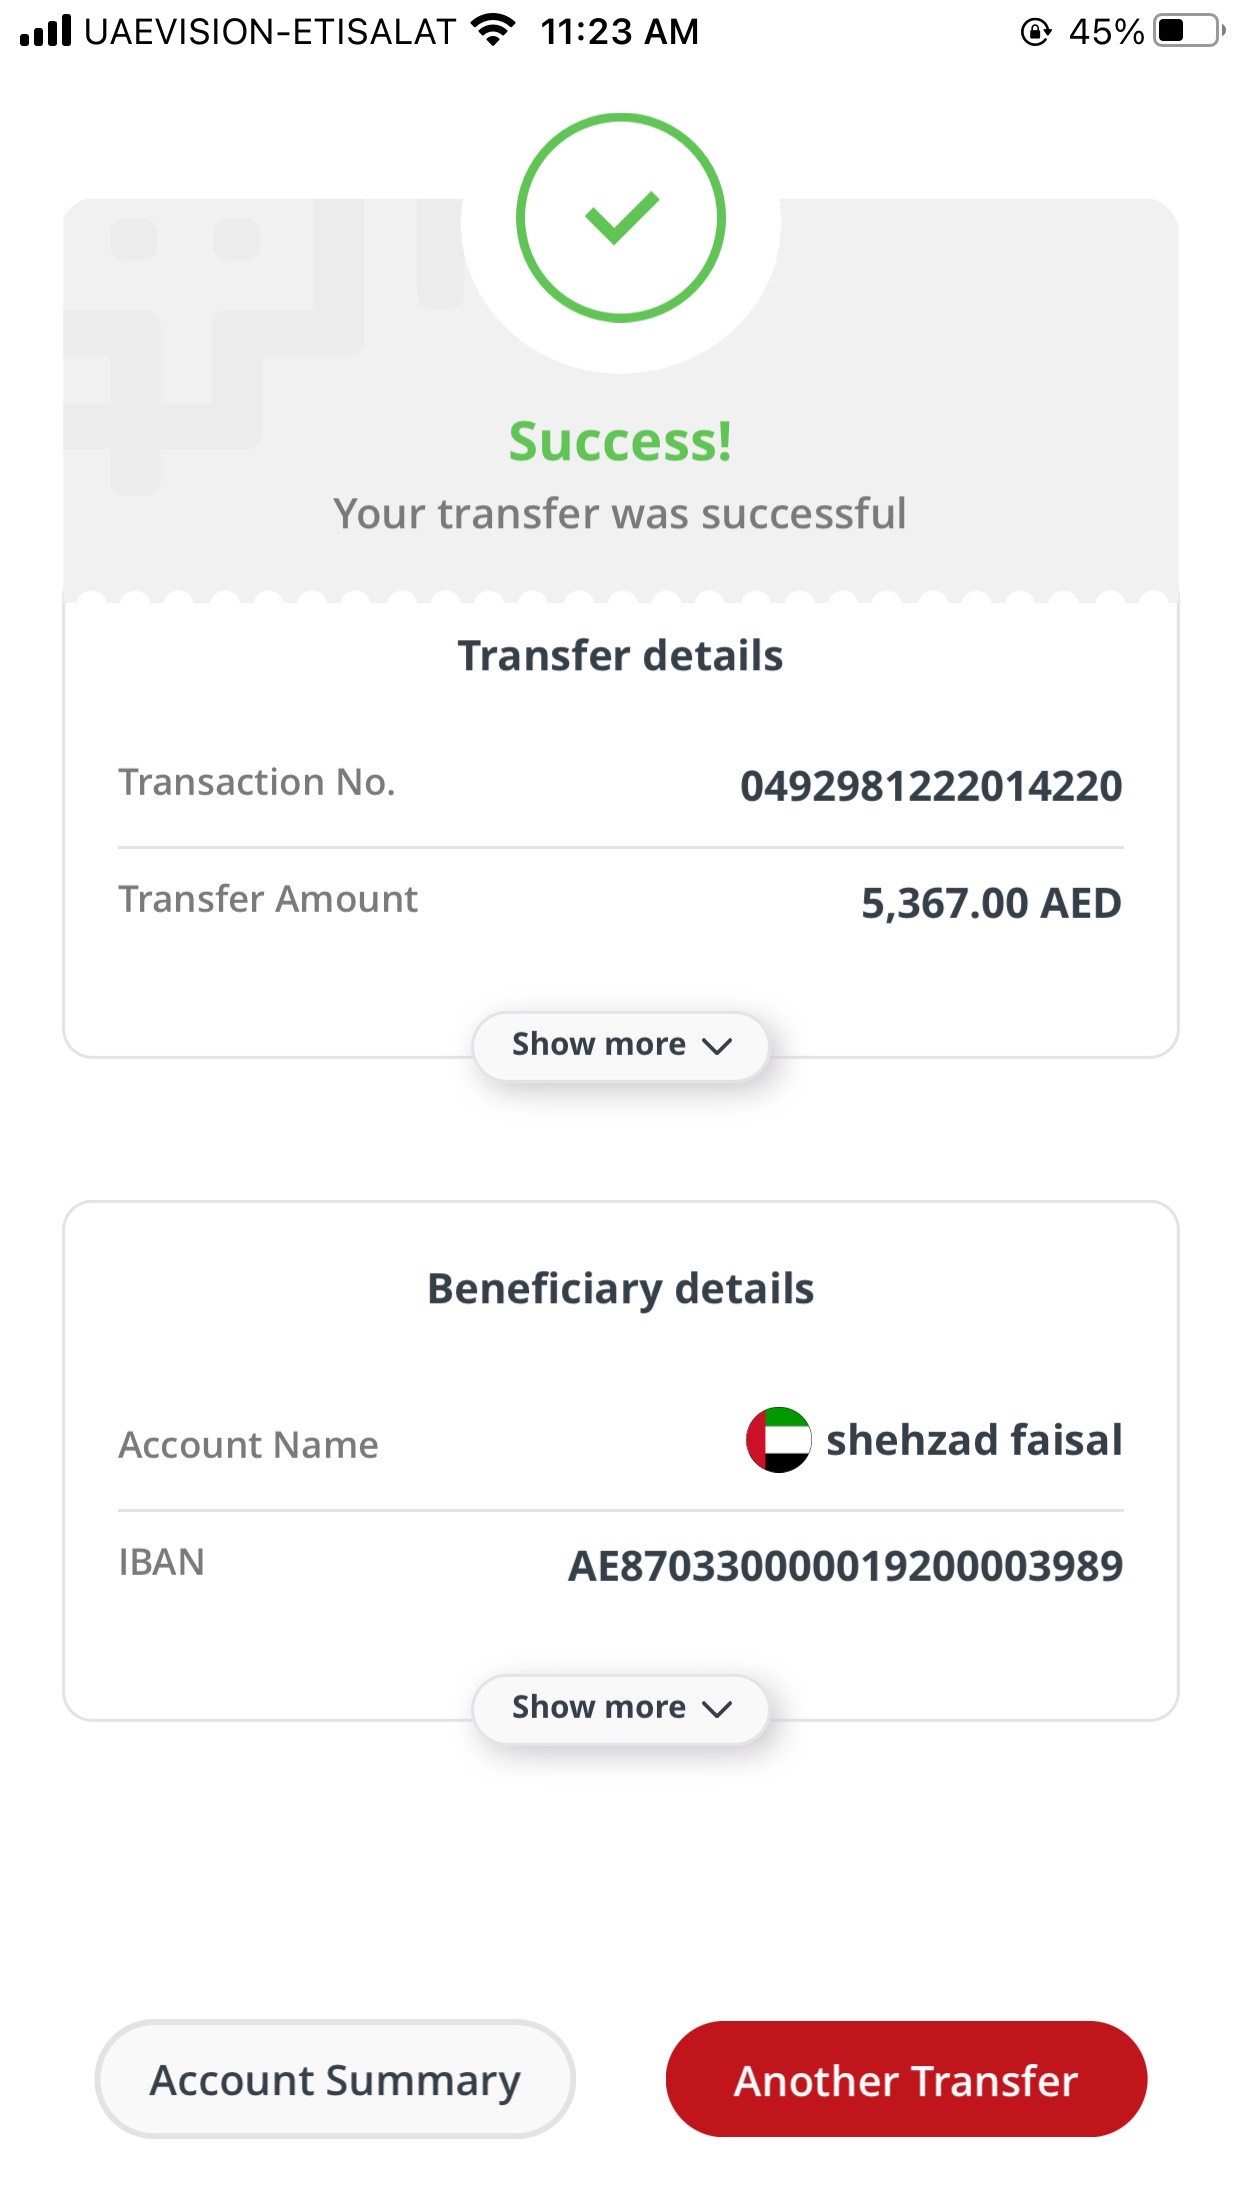 UAEVISION-ETISALAT 11:23 AM 45%
Success!
Your transfer was successful
Transfer details
Transaction No. 0492981222014220
Transfer Amount 5,367.00 AED
Show more
Beneficiary details
Account Name shehzad faisal
IBAN AE870330000019200003989
Show more
Account Summary Another Transfer